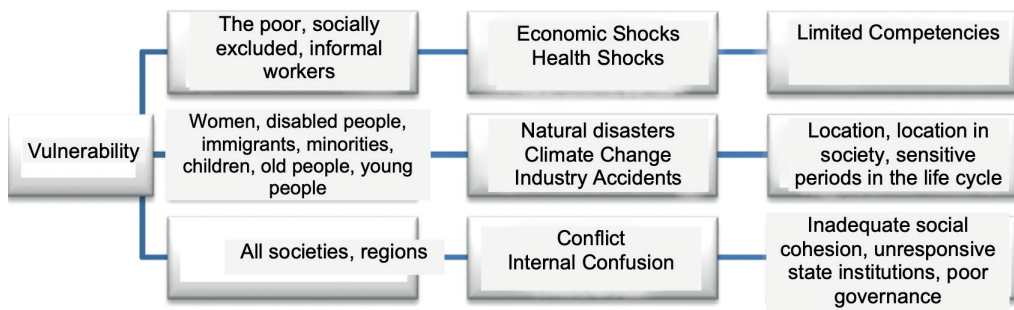 The poor, socially
excluded, informal
workers
Economic Shocks
Health Shocks
Limited Competencies
Vulnerability
Women, disabled people,
immigrants, minorities,
children, old people, young
people
Natural disasters
Climate Change
Industry Accidents
Location, location in
society, sensitive
periods in the life cycle
All societies, regions
Conflict
Internal Confusion
Inadequate social
cohesion, unresponsive
state institutions, poor
governance